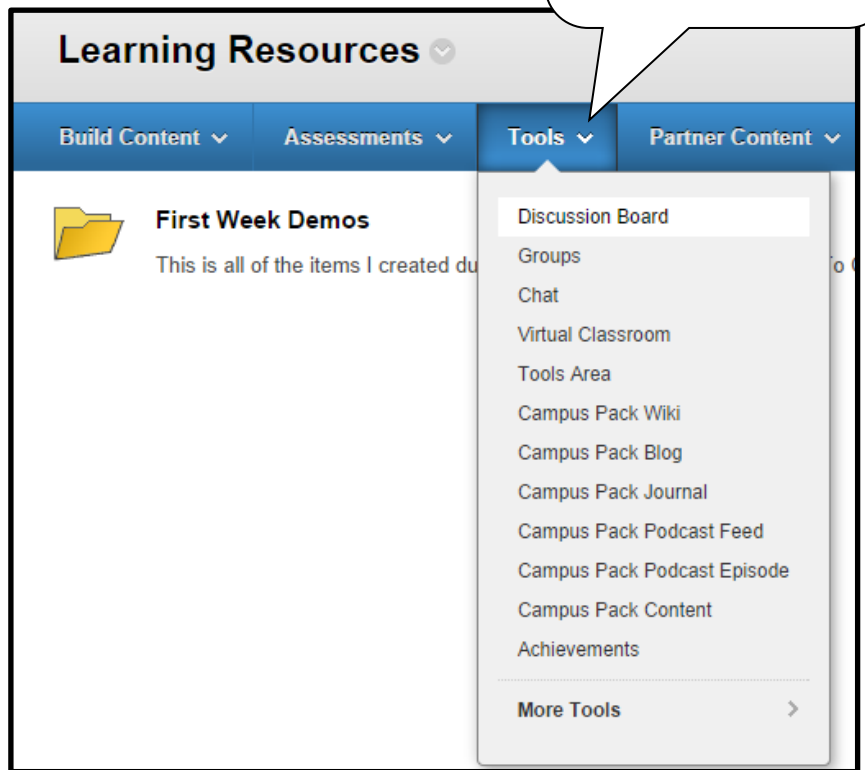 Learning Resources
Build Content Assessments Tools Partner Content
First Week Demos
This is all of the items I created
Discussion Board
Groups
Chat
Virtual Classroom
Tools Area
Campus Pack Wiki
Campus Pack Blog
Campus Pack Journal
Campus Pack Podcast Feed
Campus Pack Podcast Episode
Campus Pack Content
Achievements
More Tools